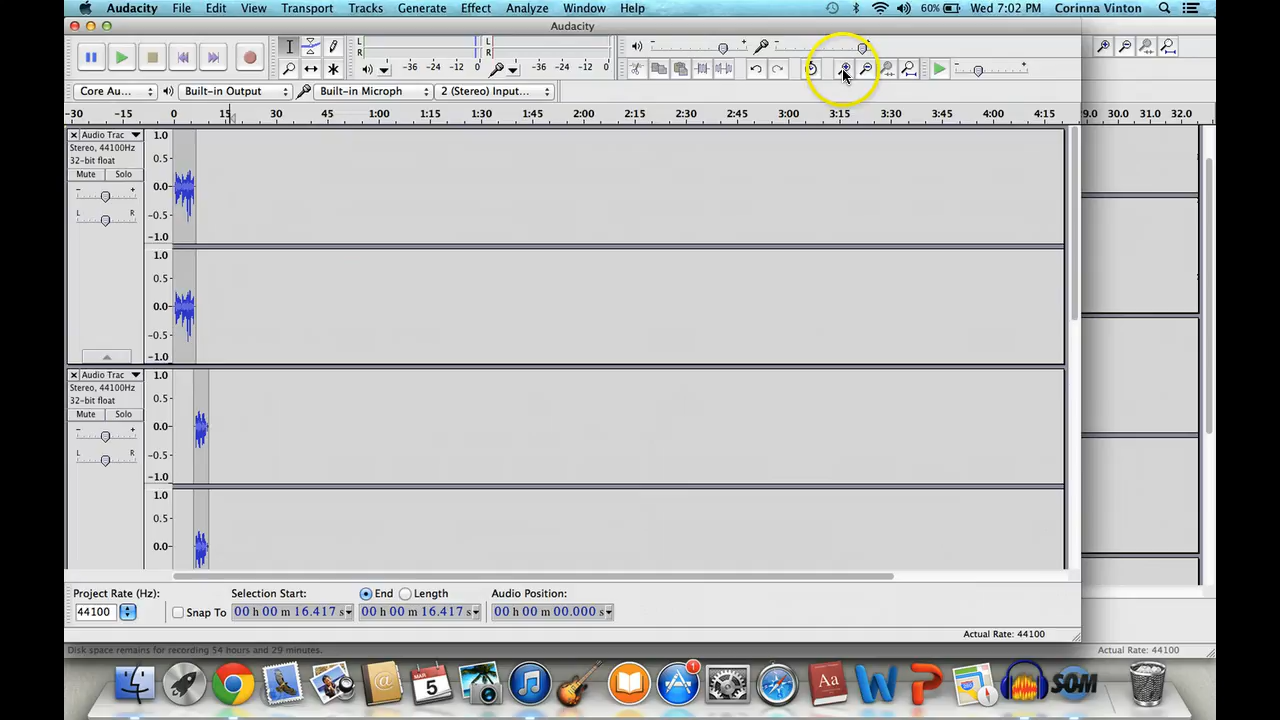 Audacity File Edit View Transport Tracks Generate Effect Analyze Window Help 60% Wed 7:02 PM Corinna Vinton
Audacity
L R -36 -24 -12 0 L R -36 -24 -12 0
Core Au... Built-in Output Built-in Microph 2 (Stereo) Input...
-30 -15 0 15 30 45 1:00 1:15 1:30 1:45 2:00 2:15 2:30 2:45 3:00 3:15 3:30 3:45 4:00 4:15 9.0 30.0 31.0 32.0
Audio Trac
Stereo, 44100Hz
32-bit float
Mute Solo
- +
L R
1.0
0.5
0.0
-0.5
-1.0
1.0
0.5
0.0
-0.5
-1.0
Audio Trac
Stereo, 44100Hz
32-bit float
Mute Solo
- +
L R
1.0
0.5
0.0
-0.5
-1.0
1.0
0.5
0.0
Project Rate (Hz): Selection Start: End Length Audio Position:
44100 Snap To 00 h 00 m 16.417 s 00 h 00 m 16.417 s 00 h 00 m 00.000 s
Actual Rate: 44100
Disk space remains for recording 54 hours and 29 minutes. Actual Rate: 44100
MAR
5
1
Aa
W
P
SOM